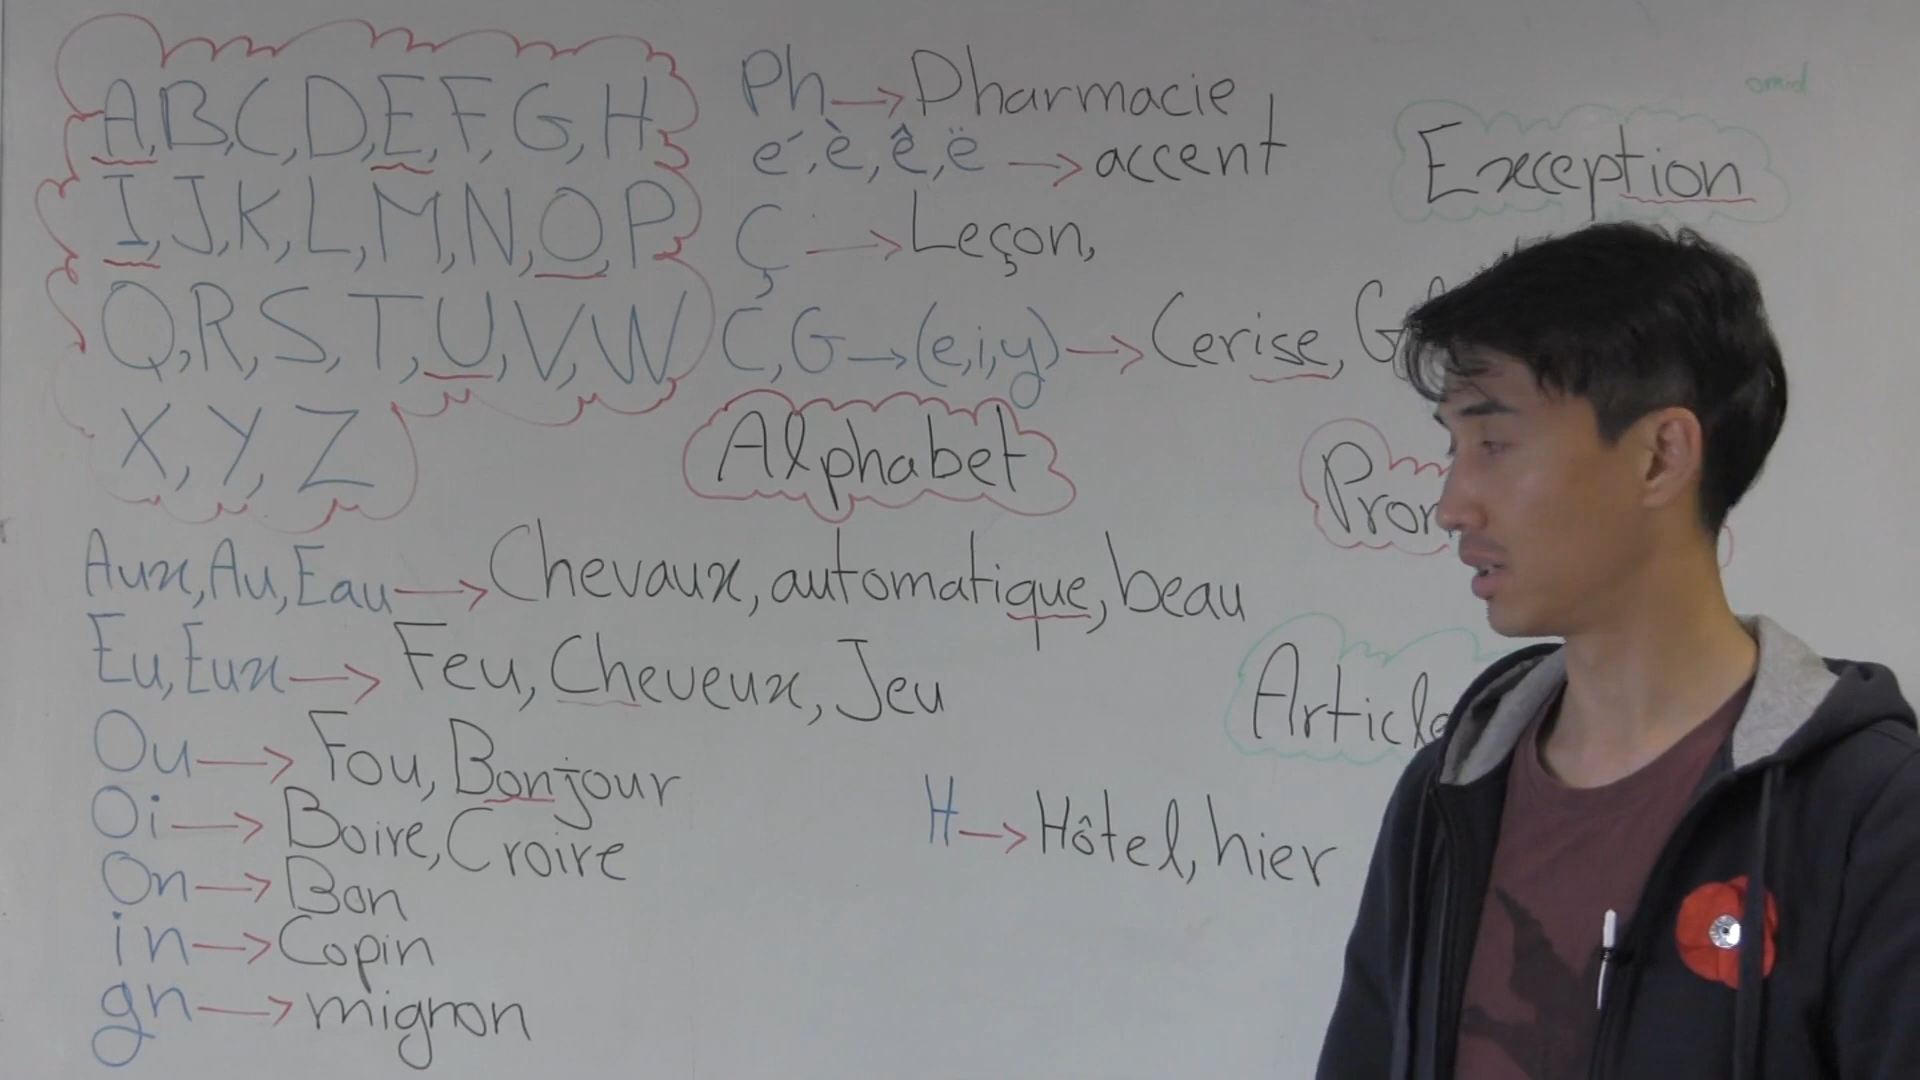 A, B, C, D, E, F, G, H,
I, J, K, L, M, N, O, P
Q, R, S, T, U, V, W
X, Y, Z
Ph → Pharmacie
é, è, ê, ë → accent
Ç → Leçon,
C, G → (e,i,y) → Cerise,
Alphabet
Aux, Au, Eau → Chevaux, automatique, beau
Eu, Eux → Feu, Cheveux, Jeu
Ou → Fou, Bonjour
Oi → Boire, Croire
On → Bon
in → Copin
gn → mignon
H → Hôtel, hier
omid
Exception